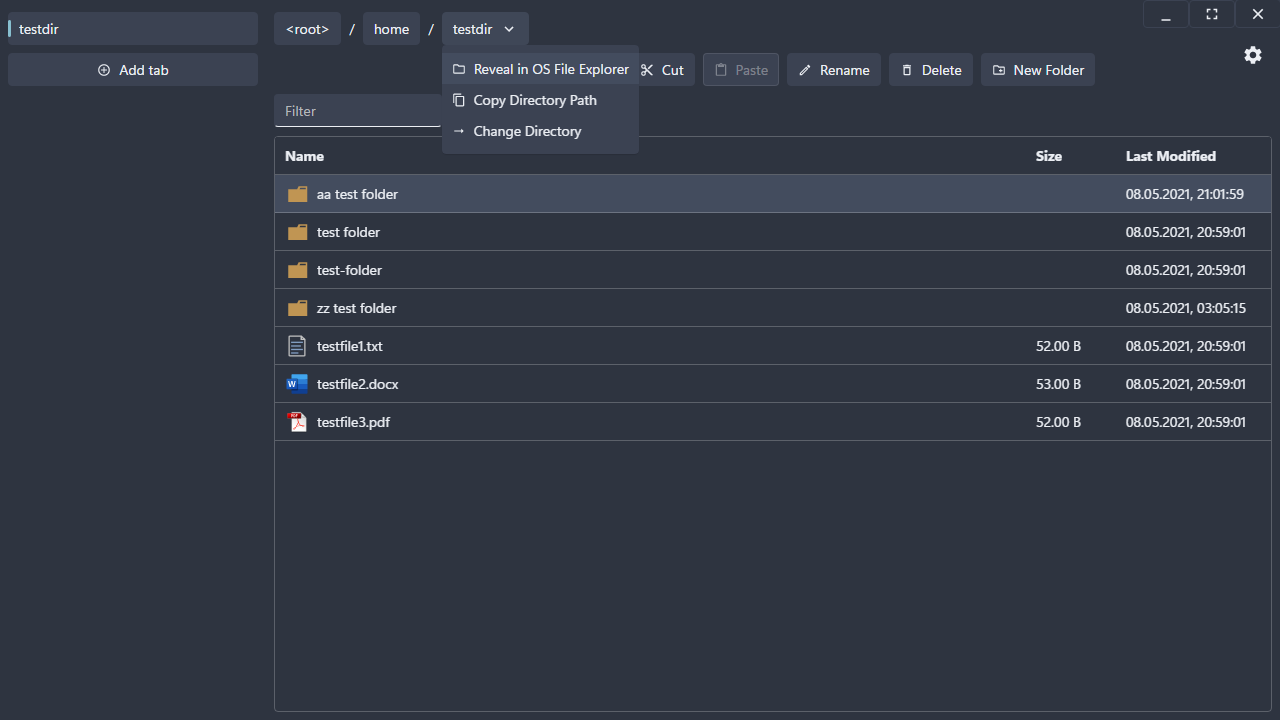 testdir
Add tab
<root> / home / testdir
Reveal in OS File Explorer
Copy Directory Path
Change Directory
Cut
Paste
Rename
Delete
New Folder
Filter
Name Size Last Modified
aa test folder 08.05.2021, 21:01:59
test folder 08.05.2021, 20:59:01
test-folder 08.05.2021, 20:59:01
zz test folder 08.05.2021, 03:05:15
testfile1.txt 52.00 B 08.05.2021, 20:59:01
testfile2.docx 53.00 B 08.05.2021, 20:59:01
testfile3.pdf 52.00 B 08.05.2021, 20:59:01